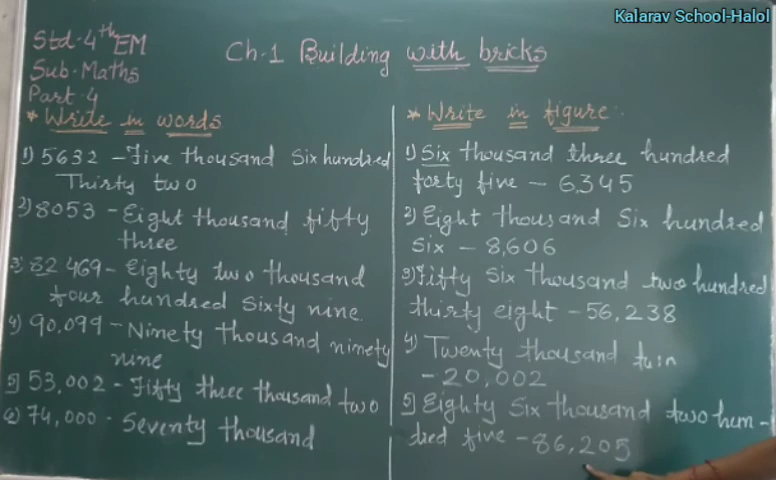 Kalarav School-Halol
Std-4th EM
Sub-Maths
Part-4
Ch-1 Building with bricks
* Write in words
1) 5632 - Five thousand Six hundred
Thirty two
2) 8053 - Eight thousand fifty
three
3) 82 469 - Eighty two thousand
four hundred Sixty nine
4) 90,099 - Ninety thousand ninety
nine
5) 53,002 - Fifty three thousand two
6) 74,000 - Seventy thousand
* Write in figure:-
1) Six thousand three hundred
forty five - 6,345
2) Eight thousand Six hundred
Six - 8,606
3) Fifty Six thousand two hundred
thirty eight - 56,238
4) Twenty thousand
- 20,002
5) Eighty Six thousand two hun-
dred five - 86,205